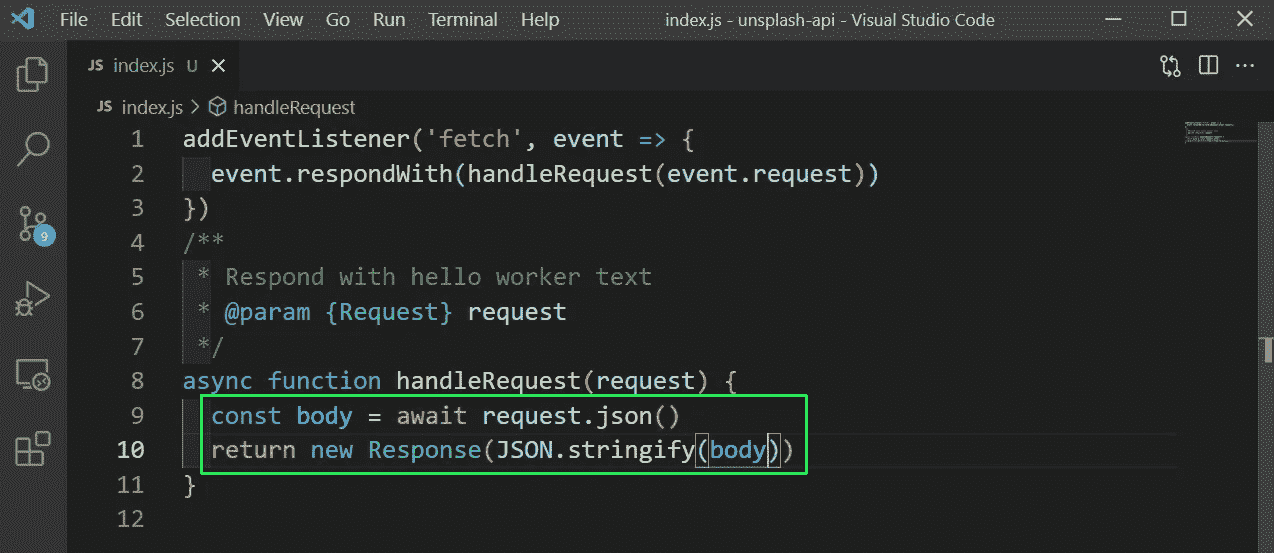 File Edit Selection View Go Run Terminal Help index.js - unsplash-api - Visual Studio Code
JS index.js U
JS index.js > handleRequest
1 addEventListener('fetch', event => {
2 event.respondWith(handleRequest(event.request))
3 })
4 /**
5 * Respond with hello worker text
6 * @param {Request} request
7 */
8 async function handleRequest(request) {
9 const body = await request.json()
10 return new Response(JSON.stringify(body))
11 }
12
9